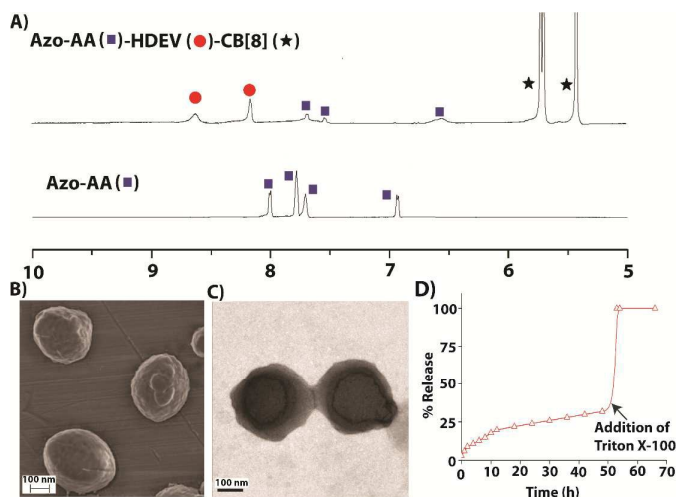 A)
Azo-AA(■)-HDEV (●)-CB[8] (★)
Azo-AA(■)
10 9 8 7 6 5
B)
100 nm
C)
100 nm
D)
% Release
100
75
50
25
0
0 10 20 30 40 50 60 70
Time (h)
Addition of
Triton X-100